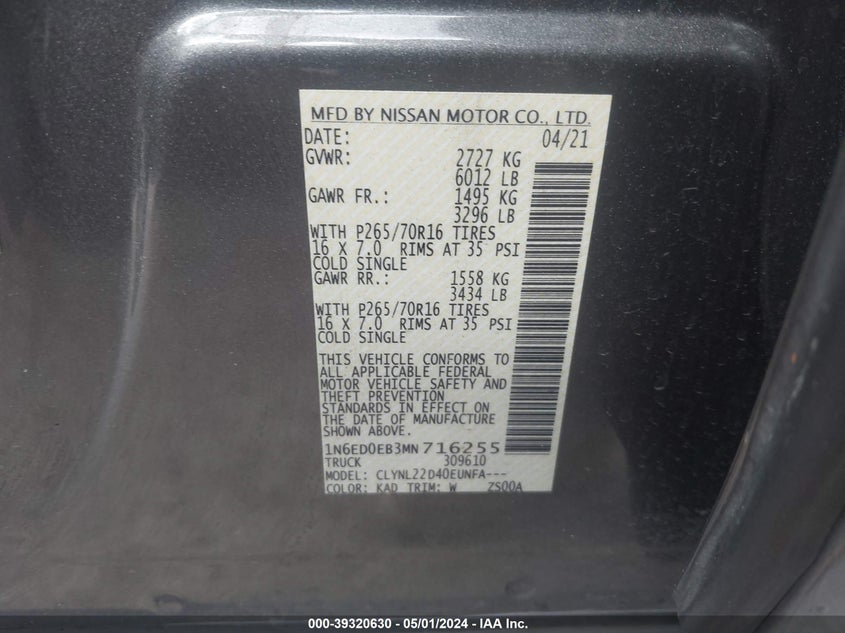 MFD BY NISSAN MOTOR CO., LTD.
DATE: 04/21
GVWR: 2727 KG
6012 LB
GAWR FR.: 1495 KG
3296 LB
WITH P265/70R16 TIRES
16 X 7.0 RIMS AT 35 PSI
COLD SINGLE
GAWR RR.: 1558 KG
3434 LB
WITH P265/70R16 TIRES
16 X 7.0 RIMS AT 35 PSI
COLD SINGLE
THIS VEHICLE CONFORMS TO
ALL APPLICABLE FEDERAL
MOTOR VEHICLE SAFETY AND
THEFT PREVENTION
STANDARDS IN EFFECT ON
THE DATE OF MANUFACTURE
SHOWN ABOVE.
1N6ED0EB3MN716255
TRUCK 309610
MODEL: CLYNL22D40EUNFA---
COLOR: KAD TRIM: W ZS00A
000-39320630 - 05/01/2024 - IAA Inc.